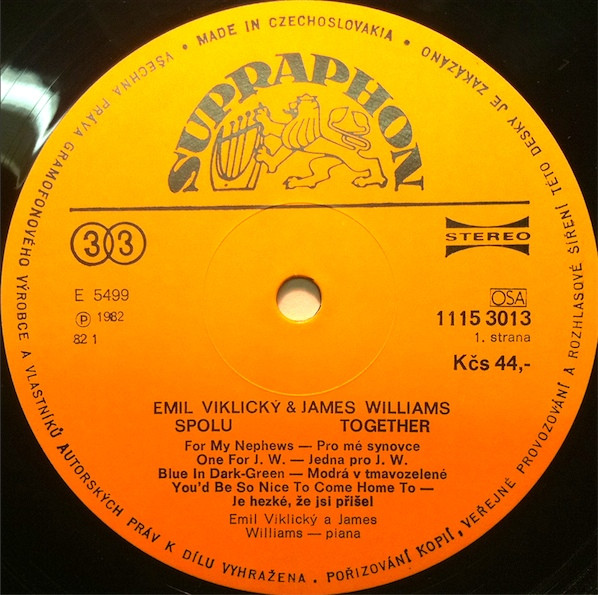 VŠECHNA PRÁVA GRAMOFONOVÉHO VÝROBCE A VLASTNÍKŮ AUTORSKÝCH PRÁV K DÍLU VYHRAŽENA. POŘIZOVÁNÍ KOPIÍ, VEŘEJNÉ PROVOZOVÁNÍ A ROZHLASOVÉ ŠÍŘENÍ TÉTO DESKY JE ZAKÁZÁNO • MADE IN CZECHOSLOVAKIA •
SUPRAPHON
33
STEREO
E 5499
Ⓟ 1982
82 1
OSA
1115 3013
1. strana
Kčs 44,-
EMIL VIKLICKÝ & JAMES WILLIAMS
SPOLU TOGETHER
For My Nephews — Pro mé synovce
One For J. W. — Jedna pro J. W.
Blue In Dark-Green — Modrá v tmavozelené
You'd Be So Nice To Come Home To —
Je hezké, že jsi přišel
Emil Viklický a James
Williams — piana